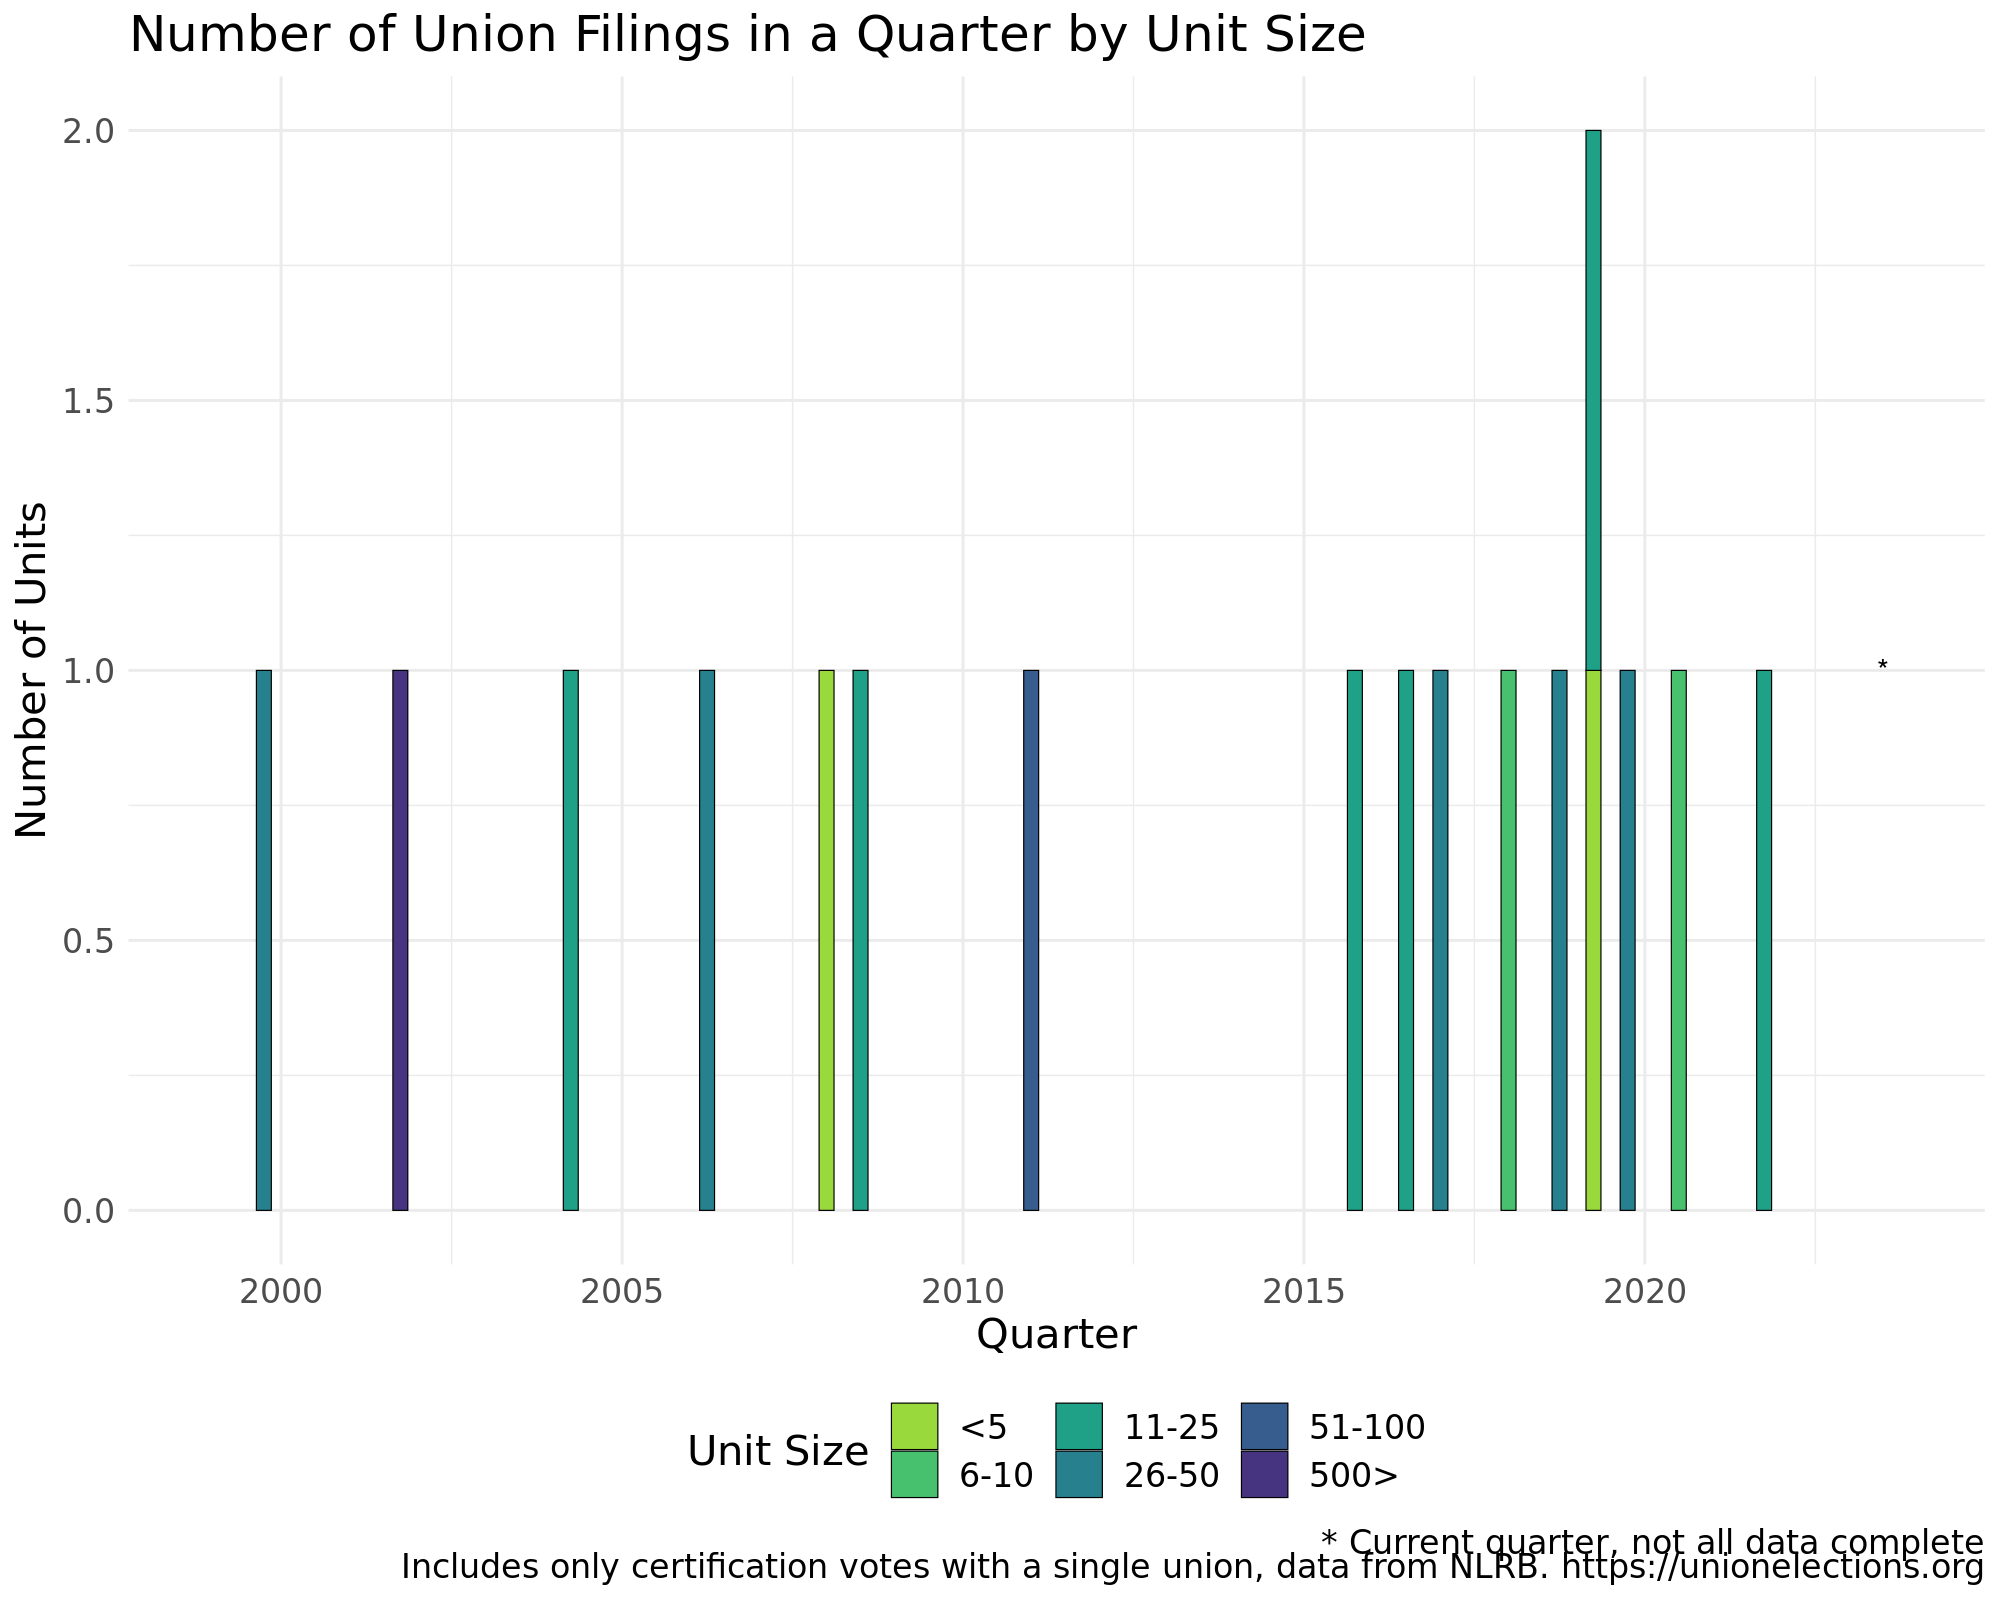 Number of Union Filings in a Quarter by Unit Size
2.0
1.5
1.0
0.5
0.0
Number of Units
*
2000 2005 2010 2015 2020
Quarter
Unit Size
<5 11-25 51-100
6-10 26-50 500>
* Current quarter, not all data complete
Includes only certification votes with a single union, data from NLRB. https://unionelections.org